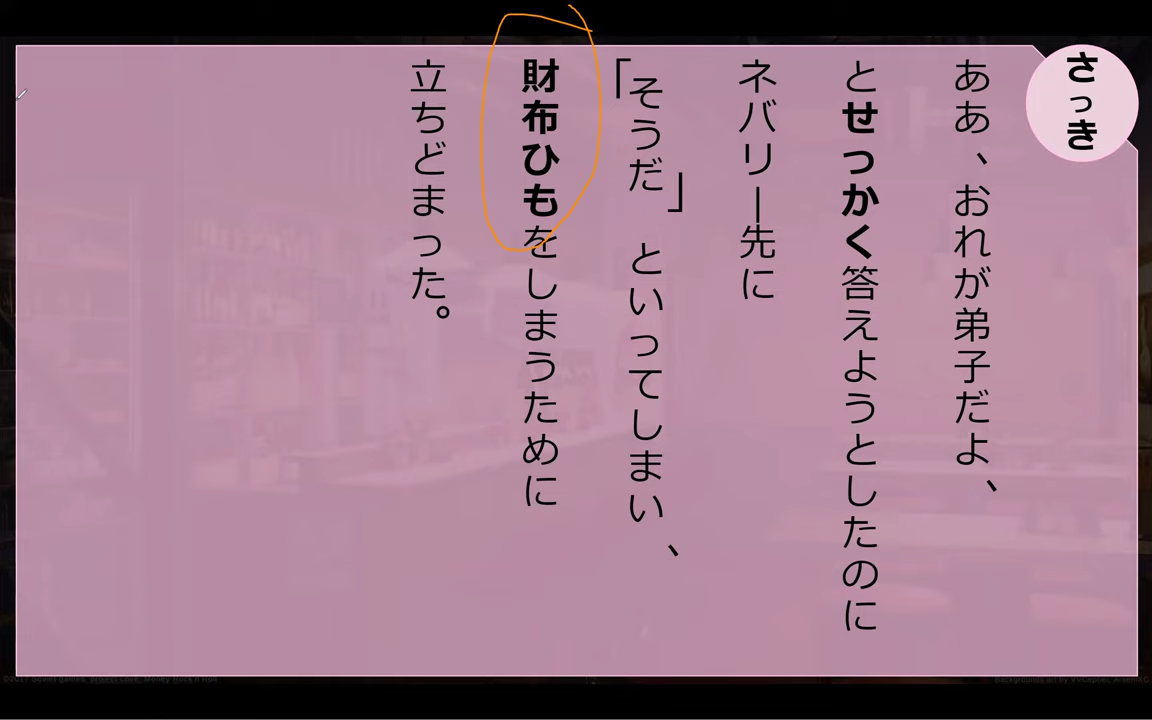 さっき
ああ、おれが弟子だよ、
とせっかく答えようとしたのに
ネバリー先に
「そうだ」といってしまい、
財布ひもをしまうために
立ちどまった。